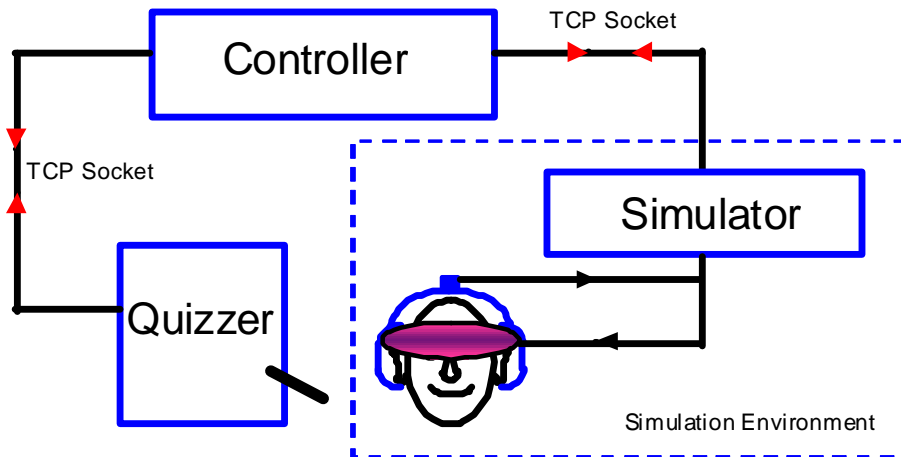 TCP Socket
Controller
TCP Socket
Simulator
Quizzer
Simulation Environment